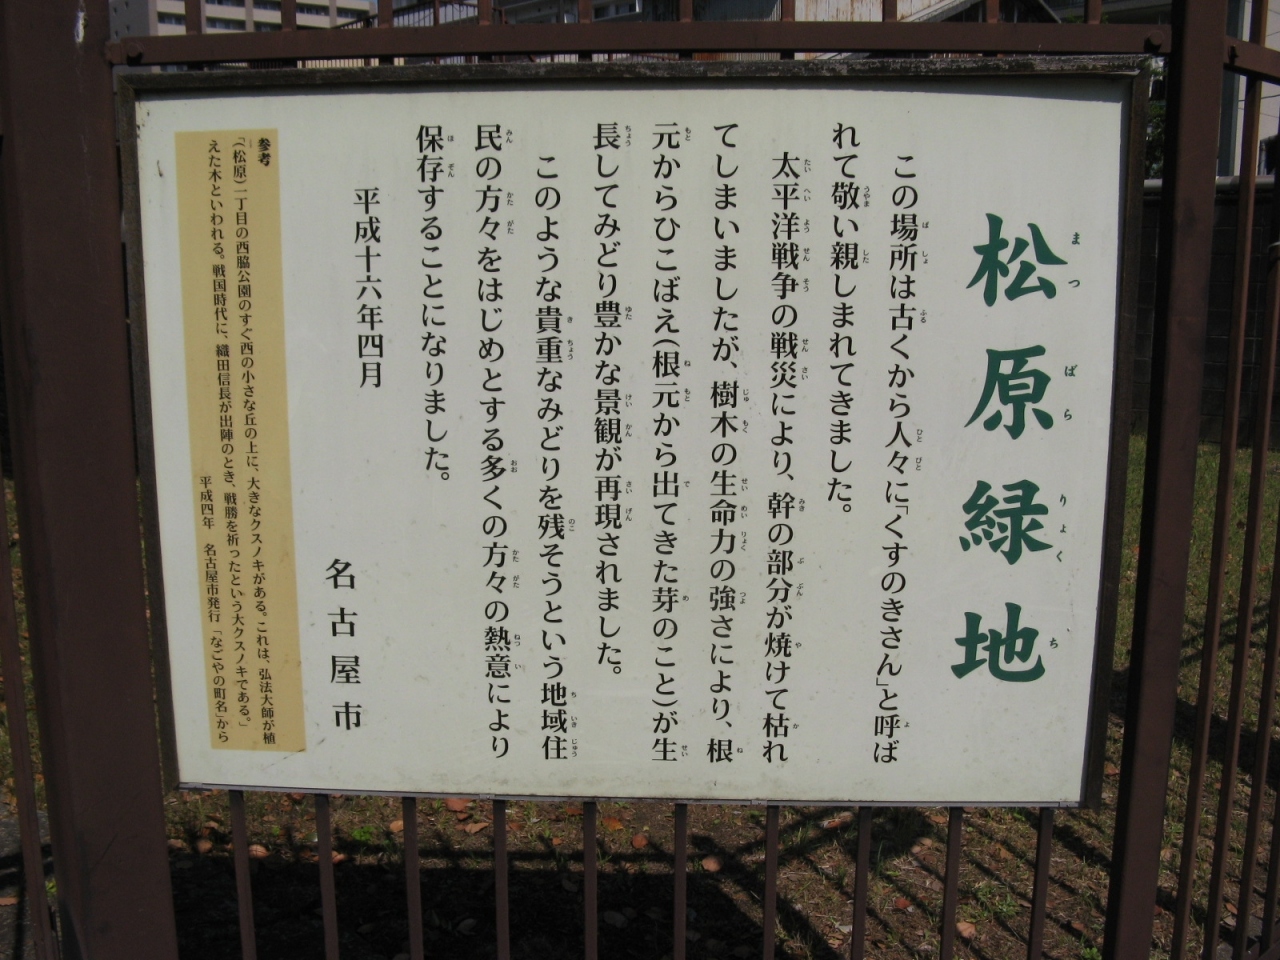 松原緑地
この場所は古くから人々に「くすのきさん」と呼ば
れて敬い親しまれてきました。
太平洋戦争の戦災により、幹の部分が焼けて枯れ
てしまいましたが、樹木の生命力の強さにより、根
元からひこばえ(根元から出てきた芽のこと)が生
長してみどり豊かな景観が再現されました。
このような貴重なみどりを残そうという地域住
民の方々をはじめとする多くの方々の熱意により
保存することになりました。
平成十六年四月
名古屋市
参考
「(松原)一丁目の西脇公園のすぐ西の小さな丘の上に、大きなクスノキがある。これは、弘法大師が植
えた木といわれる。戦国時代に、織田信長が出陣のとき、戦勝を祈ったという大クスノキである。」
平成四年 名古屋市発行「なごやの町名」から